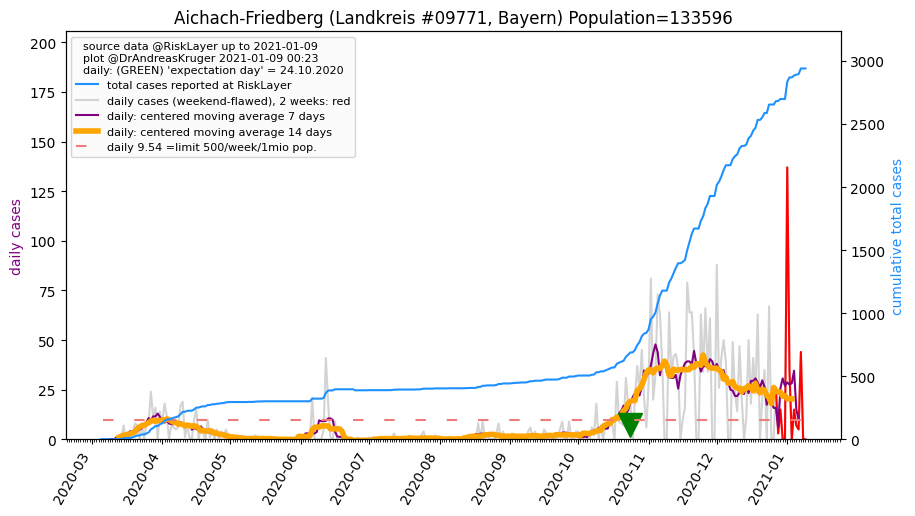 Aichach-Friedberg (Landkreis #09771, Bayern) Population=133596
source data @RiskLayer up to 2021-01-09
plot @DrAndreasKruger 2021-01-09 00:23
daily: (GREEN) 'expectation day' = 24.10.2020
total cases reported at RiskLayer
daily cases (weekend-flawed), 2 weeks: red
daily: centered moving average 7 days
daily: centered moving average 14 days
daily 9.54 =limit 500/week/1mio pop.
daily cases
200
175
150
125
100
75
50
25
0
cumulative total cases
3000
2500
2000
1500
1000
500
0
2020-03
2020-04
2020-05
2020-06
2020-07
2020-08
2020-09
2020-10
2020-11
2020-12
2021-01